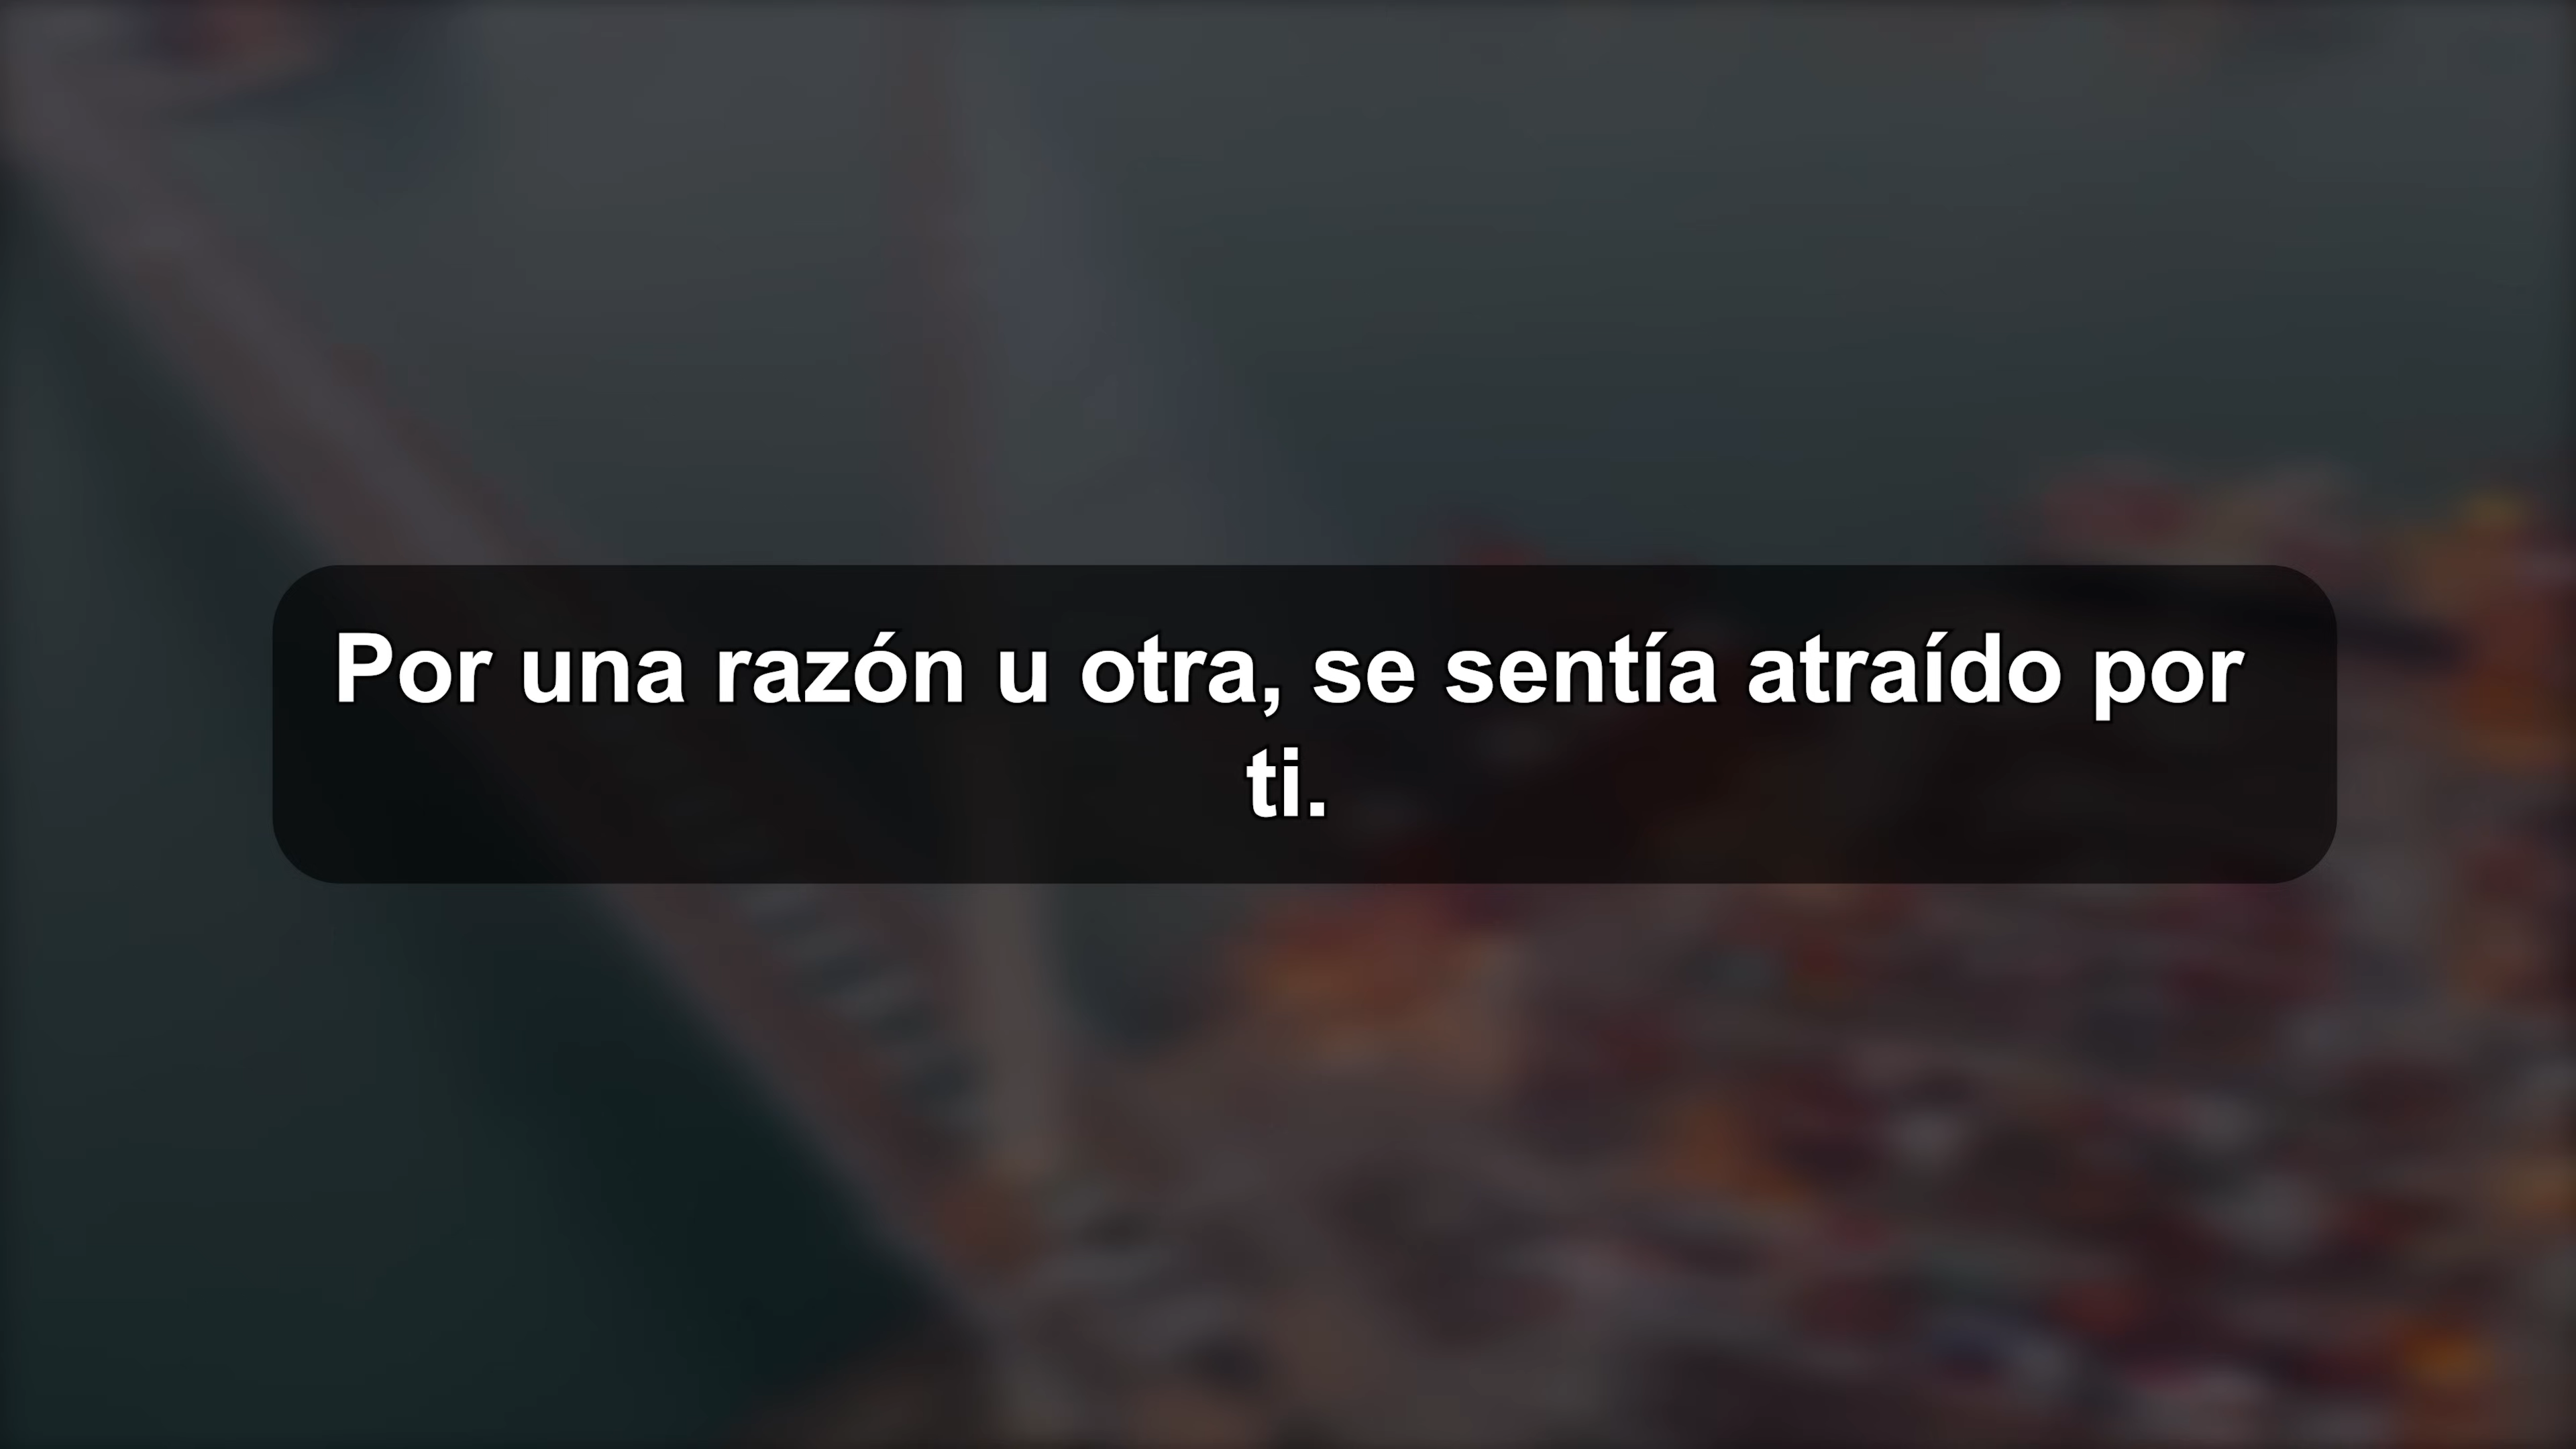 Por una razón u otra, se sentía atraído por
ti.